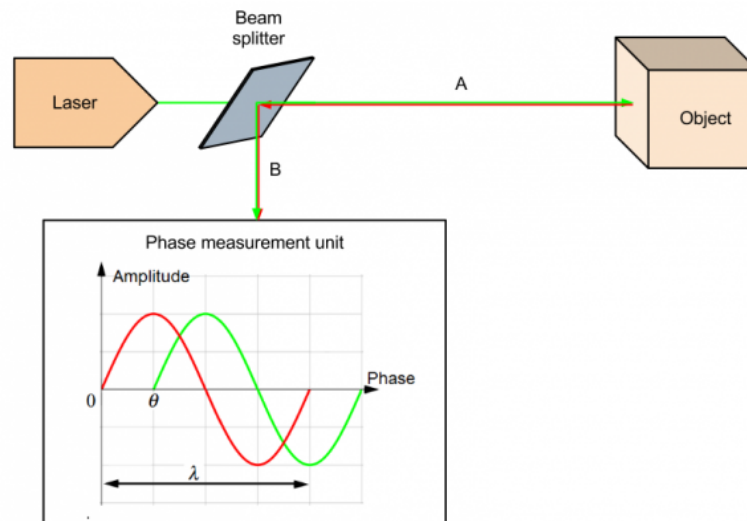 Beam
splitter
Laser
A
Object
B
Phase measurement unit
Amplitude
Phase
0
θ
λ